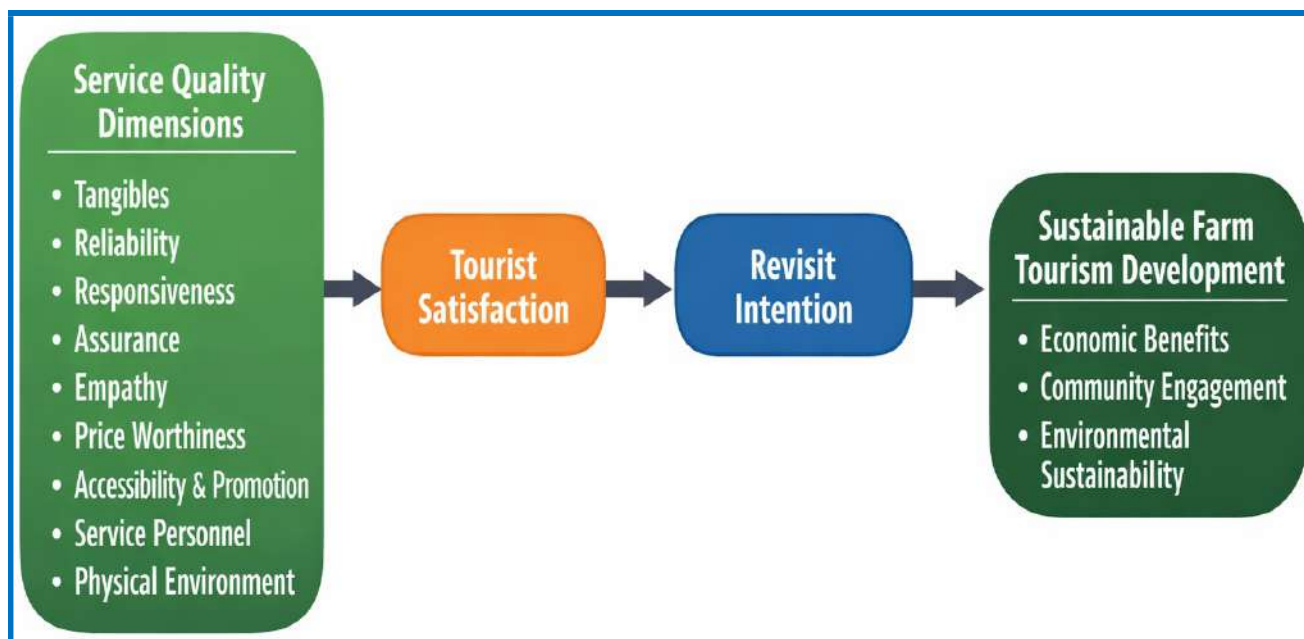 Service Quality
Dimensions
• Tangibles
• Reliability
• Responsiveness
• Assurance
• Empathy
• Price Worthiness
• Accessibility & Promotion
• Service Personnel
• Physical Environment
Tourist
Satisfaction
Revisit
Intention
Sustainable Farm
Tourism Development
• Economic Benefits
• Community Engagement
• Environmental
Sustainability